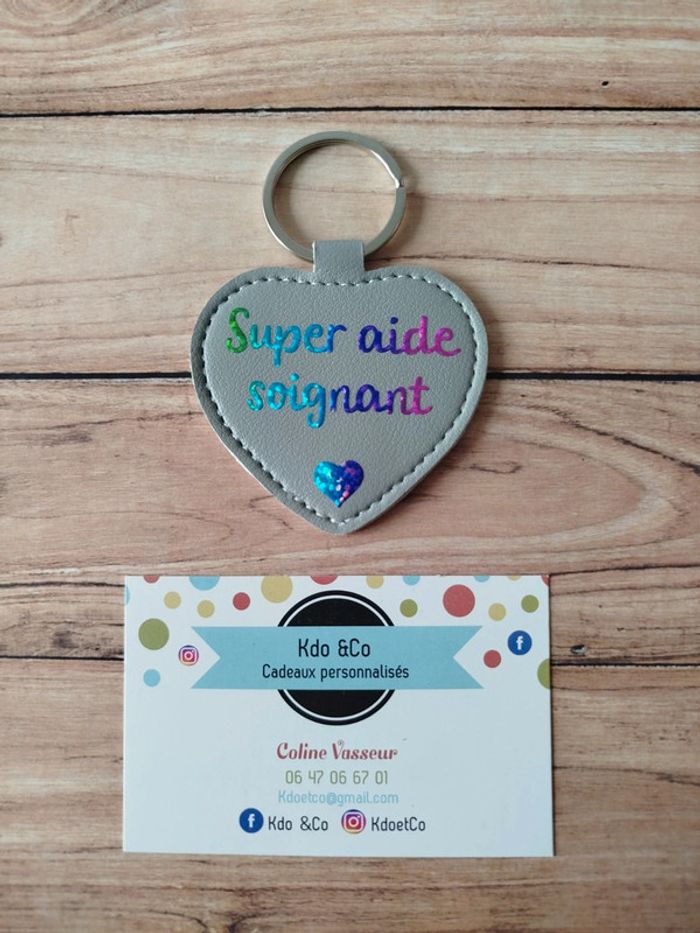 Super aide
soignant
Kdo &Co
Cadeaux personnalisés
Coline Vasseur
06 47 06 67 01
Kdoetco@gmail.com
Kdo &Co KdoetCo